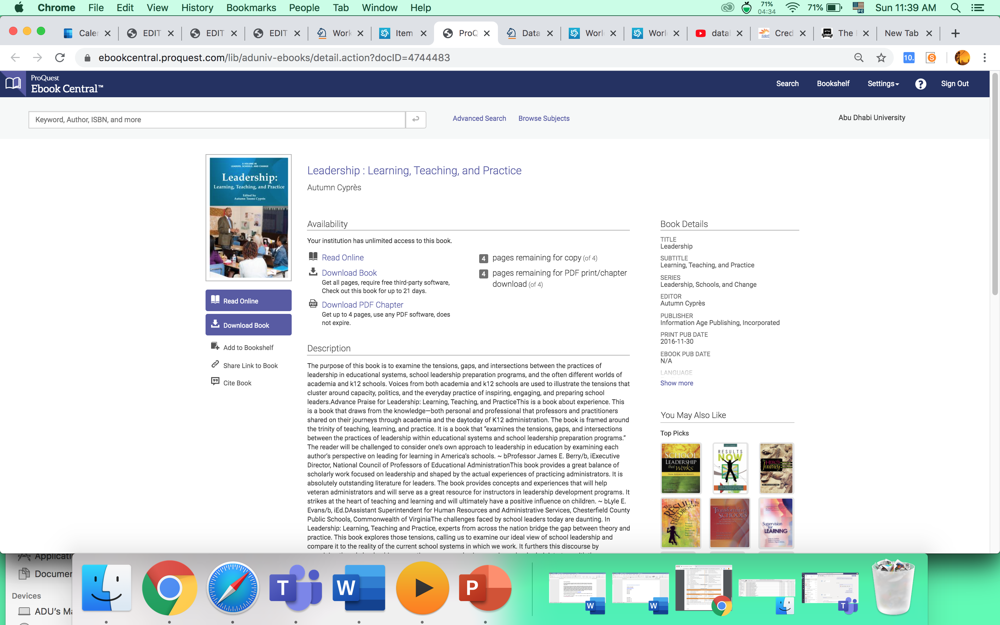 Chrome File Edit View History Bookmarks People Tab Window Help
71% 04:34 71% Sun 11:39 AM
Caler EDIT EDIT EDIT Work Item ProQ Data Worl Worl datal Cred The New Tab
ebookcentral.proquest.com/lib/aduniv-ebooks/detail.action?docID=4744483
10. S
ProQuest
Ebook Central™
Search Bookshelf Settings ? Sign Out
Keyword, Author, ISBN, and more
Advanced Search Browse Subjects
Abu Dhabi University
A VOLUME IN
LEADERS, SCHOOLS, AND CHANGE
Leadership:
Learning, Teaching, and Practice
Edited by
Autumn Tooms Cyprès
Read Online
Download Book
Add to Bookshelf
Share Link to Book
Cite Book
Leadership : Learning, Teaching, and Practice
Autumn Cyprès
Availability
Your institution has unlimited access to this book.
Read Online
Download Book
Get all pages, require free third-party software,
Check out this book for up to 21 days.
PDF Download PDF Chapter
Get up to 4 pages, use any PDF software, does
not expire.
4 pages remaining for copy (of 4)
4 pages remaining for PDF print/chapter
download (of 4)
Description
The purpose of this book is to examine the tensions, gaps, and intersections between the practices of
leadership in educational systems, school leadership preparation programs, and the often different worlds of
academia and k12 schools. Voices from both academia and k12 schools are used to illustrate the tensions that
cluster around capacity, politics, and the everyday practice of inspiring, engaging, and preparing school
leaders.Advance Praise for Leadership: Learning, Teaching, and PracticeThis is a book about experience. This
is a book that draws from the knowledge—both personal and professional that professors and practitioners
shared on their journeys through academia and the daytoday of K12 administration. The book is framed around
the trinity of teaching, learning, and practice. It is a book that “examines the tensions, gaps, and intersections
between the practices of leadership within educational systems and school leadership preparation programs.”
The reader will be challenged to consider one’s own approach to leadership in education by examining each
author’s perspective on leading for learning in America’s schools. ~ bProfessor James E. Berry/b, iExecutive
Director, National Council of Professors of Educational AdministrationThis book provides a great balance of
scholarly work focused on leadership and shaped by the actual experiences of practicing administrators. It is
absolutely outstanding literature for leaders. The book provides concepts and experiences that will help
veteran administrators and will serve as a great resource for instructors in leadership development programs. It
strikes at the heart of teaching and learning and will ultimately have a positive influence on children. ~ bLyle E.
Evans/b, iEd.DAssistant Superintendent for Human Resources and Administrative Services, Chesterfield County
Public Schools, Commonwealth of VirginiaThe challenges faced by school leaders today are daunting. In
Leadership: Learning, Teaching and Practice, experts from across the nation bridge the gap between theory and
practice. This book explores those tensions, calling us to examine our ideal view of school leadership and
compare it to the reality of the current school systems in which we work. It furthers this discourse by
Book Details
TITLE
Leadership
SUBTITLE
Learning, Teaching, and Practice
SERIES
Leadership, Schools, and Change
EDITOR
Autumn Cyprès
PUBLISHER
Information Age Publishing, Incorporated
PRINT PUB DATE
2016-11-30
EBOOK PUB DATE
N/A
LANGUAGE
Show more
You May Also Like
Top Picks
SCHOOL
LEADERSHIP
that works
FROM RESEARCH TO RESULTS
RESULTS
NOW
HERO'S
Journey
The RESULTS
FIELDBOOK
Transforming
SCHOOLS
Supervision
for
LEARNING
Applicati
Documer
Devices
ADU’s Ma
T W P W W T